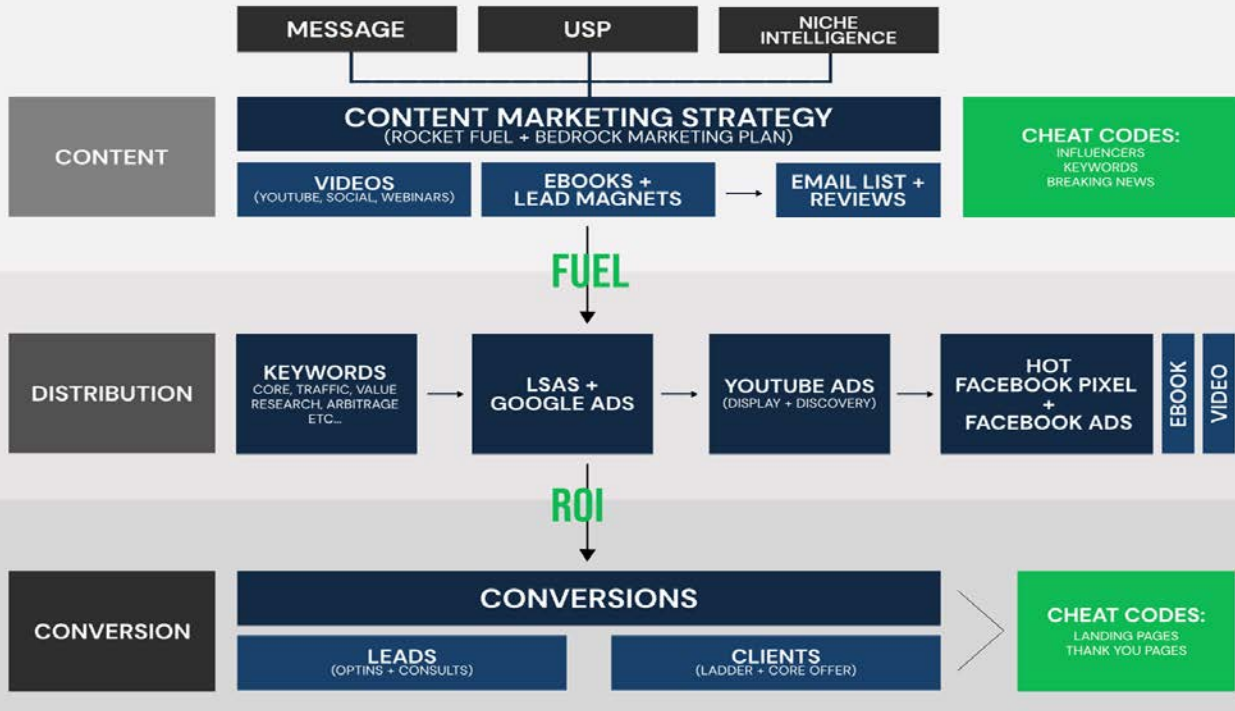 MESSAGE
USP
NICHE
INTELLIGENCE
CONTENT
CONTENT MARKETING STRATEGY
(ROCKET FUEL + BEDROCK MARKETING PLAN)
VIDEOS
(YOUTUBE, SOCIAL, WEBINARS)
EBOOKS +
LEAD MAGNETS
EMAIL LIST +
REVIEWS
CHEAT CODES:
INFLUENCERS
KEYWORDS
BREAKING NEWS
FUEL
DISTRIBUTION
KEYWORDS
CORE, TRAFFIC, VALUE
RESEARCH, ARBITRAGE
ETC...
LSAS +
GOOGLE ADS
YOUTUBE ADS
(DISPLAY + DISCOVERY)
HOT
FACEBOOK PIXEL
+
FACEBOOK ADS
EBOOK
VIDEO
ROI
CONVERSION
CONVERSIONS
LEADS
(OPTINS + CONSULTS)
CLIENTS
(LADDER + CORE OFFER)
CHEAT CODES:
LANDING PAGES
THANK YOU PAGES